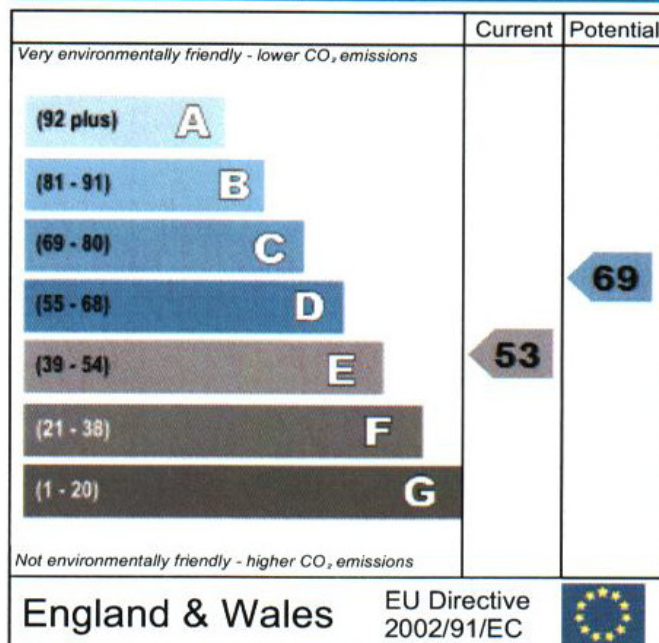 Current Potential
Very environmentally friendly - lower CO₂ emissions
(92 plus) A
(81 - 91) B
(69 - 80) C
(55 - 68) D
(39 - 54) E
(21 - 38) F
(1 - 20) G
53
69
Not environmentally friendly - higher CO₂ emissions
England & Wales
EU Directive
2002/91/EC